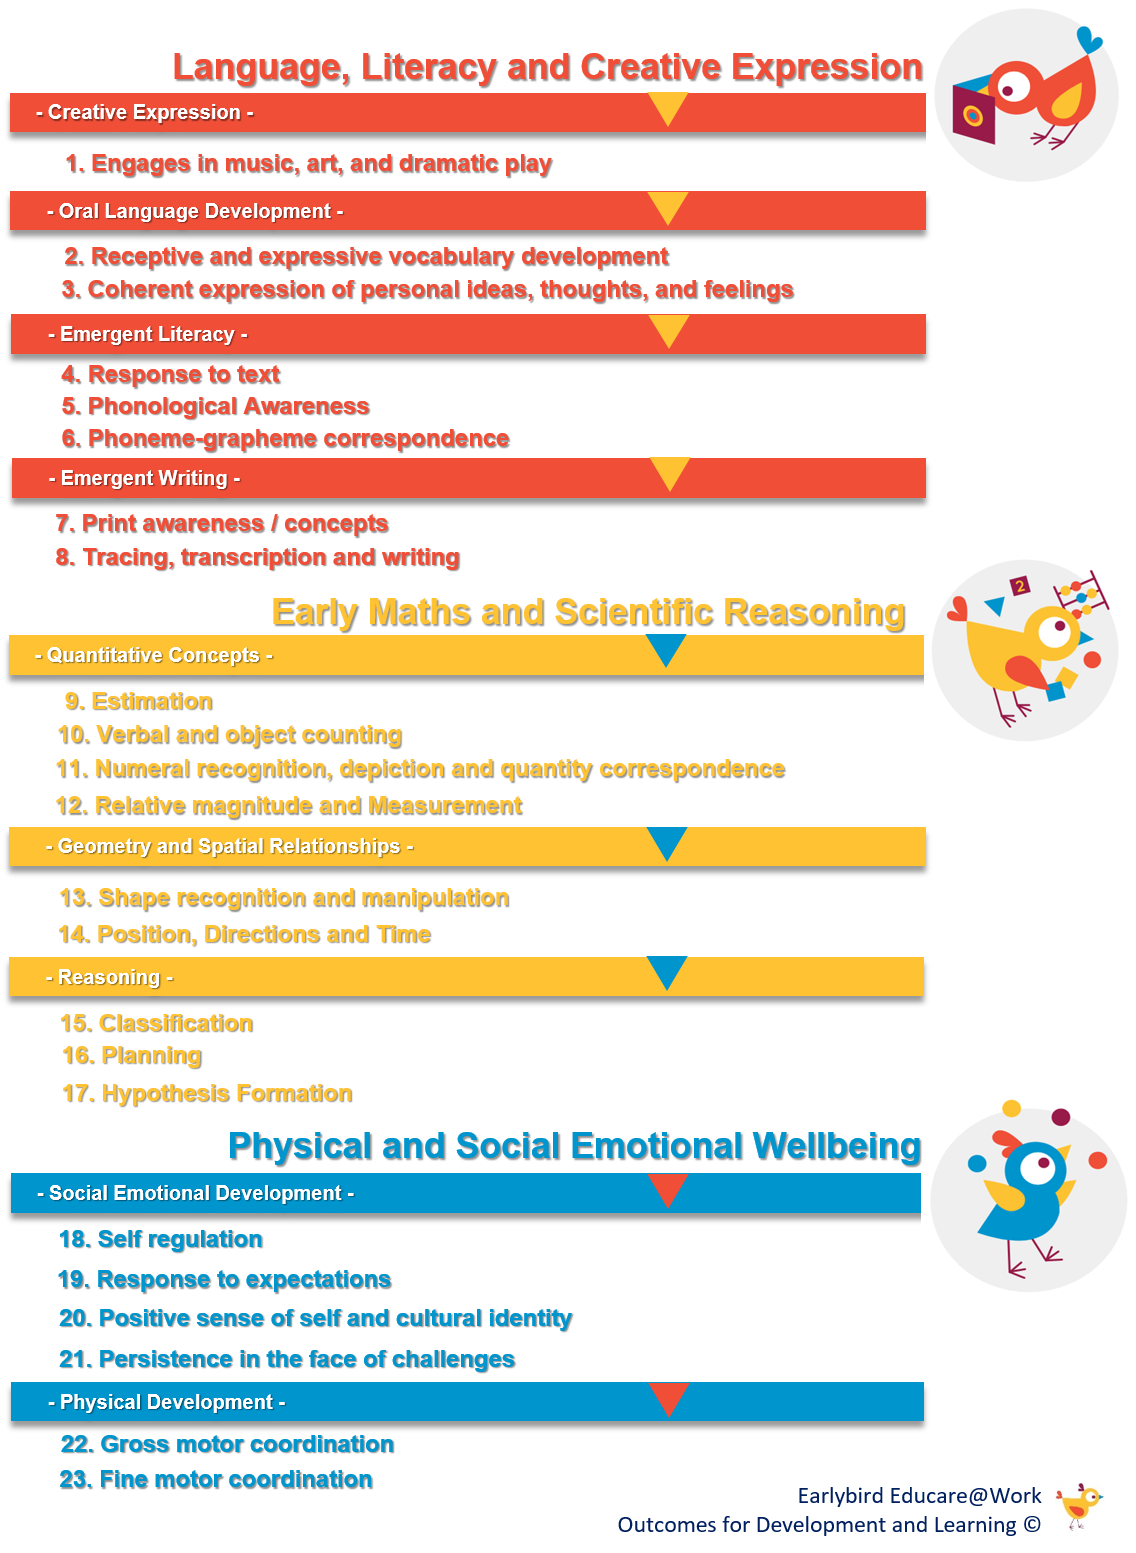 Language, Literacy and Creative Expression
- Creative Expression -
1. Engages in music, art, and dramatic play
- Oral Language Development -
2. Receptive and expressive vocabulary development
3. Coherent expression of personal ideas, thoughts, and feelings
- Emergent Literacy -
4. Response to text
5. Phonological Awareness
6. Phoneme-grapheme correspondence
- Emergent Writing -
7. Print awareness / concepts
8. Tracing, transcription and writing
2
Early Maths and Scientific Reasoning
- Quantitative Concepts -
9. Estimation
10. Verbal and object counting
11. Numeral recognition, depiction and quantity correspondence
12. Relative magnitude and Measurement
- Geometry and Spatial Relationships -
13. Shape recognition and manipulation
14. Position, Directions and Time
- Reasoning -
15. Classification
16. Planning
17. Hypothesis Formation
Physical and Social Emotional Wellbeing
- Social Emotional Development -
18. Self regulation
19. Response to expectations
20. Positive sense of self and cultural identity
21. Persistence in the face of challenges
- Physical Development -
22. Gross motor coordination
23. Fine motor coordination
Earlybird Educare@Work
Outcomes for Development and Learning ©